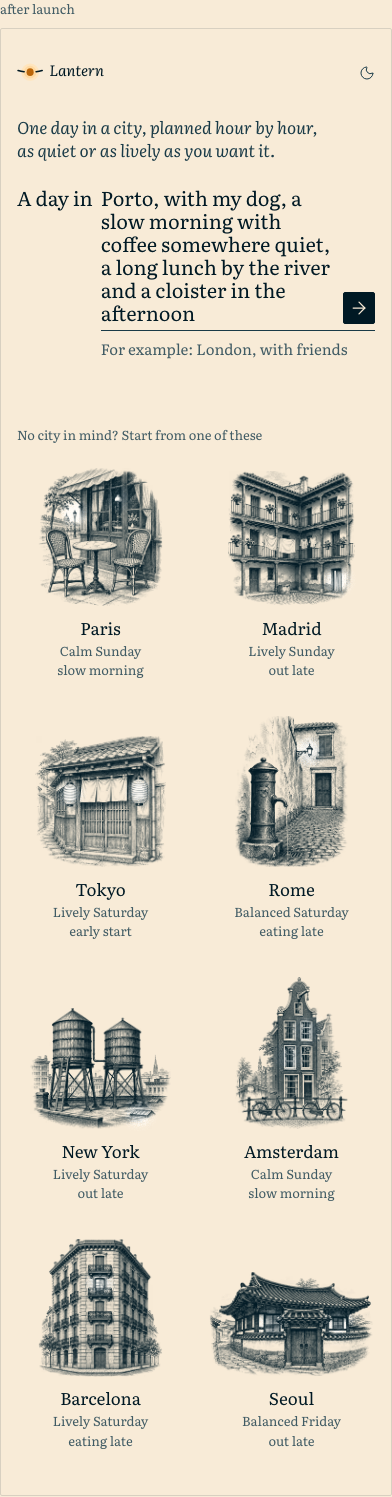 after launch
Lantern
One day in a city, planned hour by hour,
as quiet or as lively as you want it.
A day in Porto, with my dog, a
slow morning with
coffee somewhere quiet,
a long lunch by the river
and a cloister in the
afternoon
For example: London, with friends
No city in mind? Start from one of these
Paris
Calm Sunday
slow morning
Madrid
Lively Sunday
out late
Tokyo
Lively Saturday
early start
Rome
Balanced Saturday
eating late
New York
Lively Saturday
out late
Amsterdam
Calm Sunday
slow morning
Barcelona
Lively Saturday
eating late
Seoul
Balanced Friday
out late